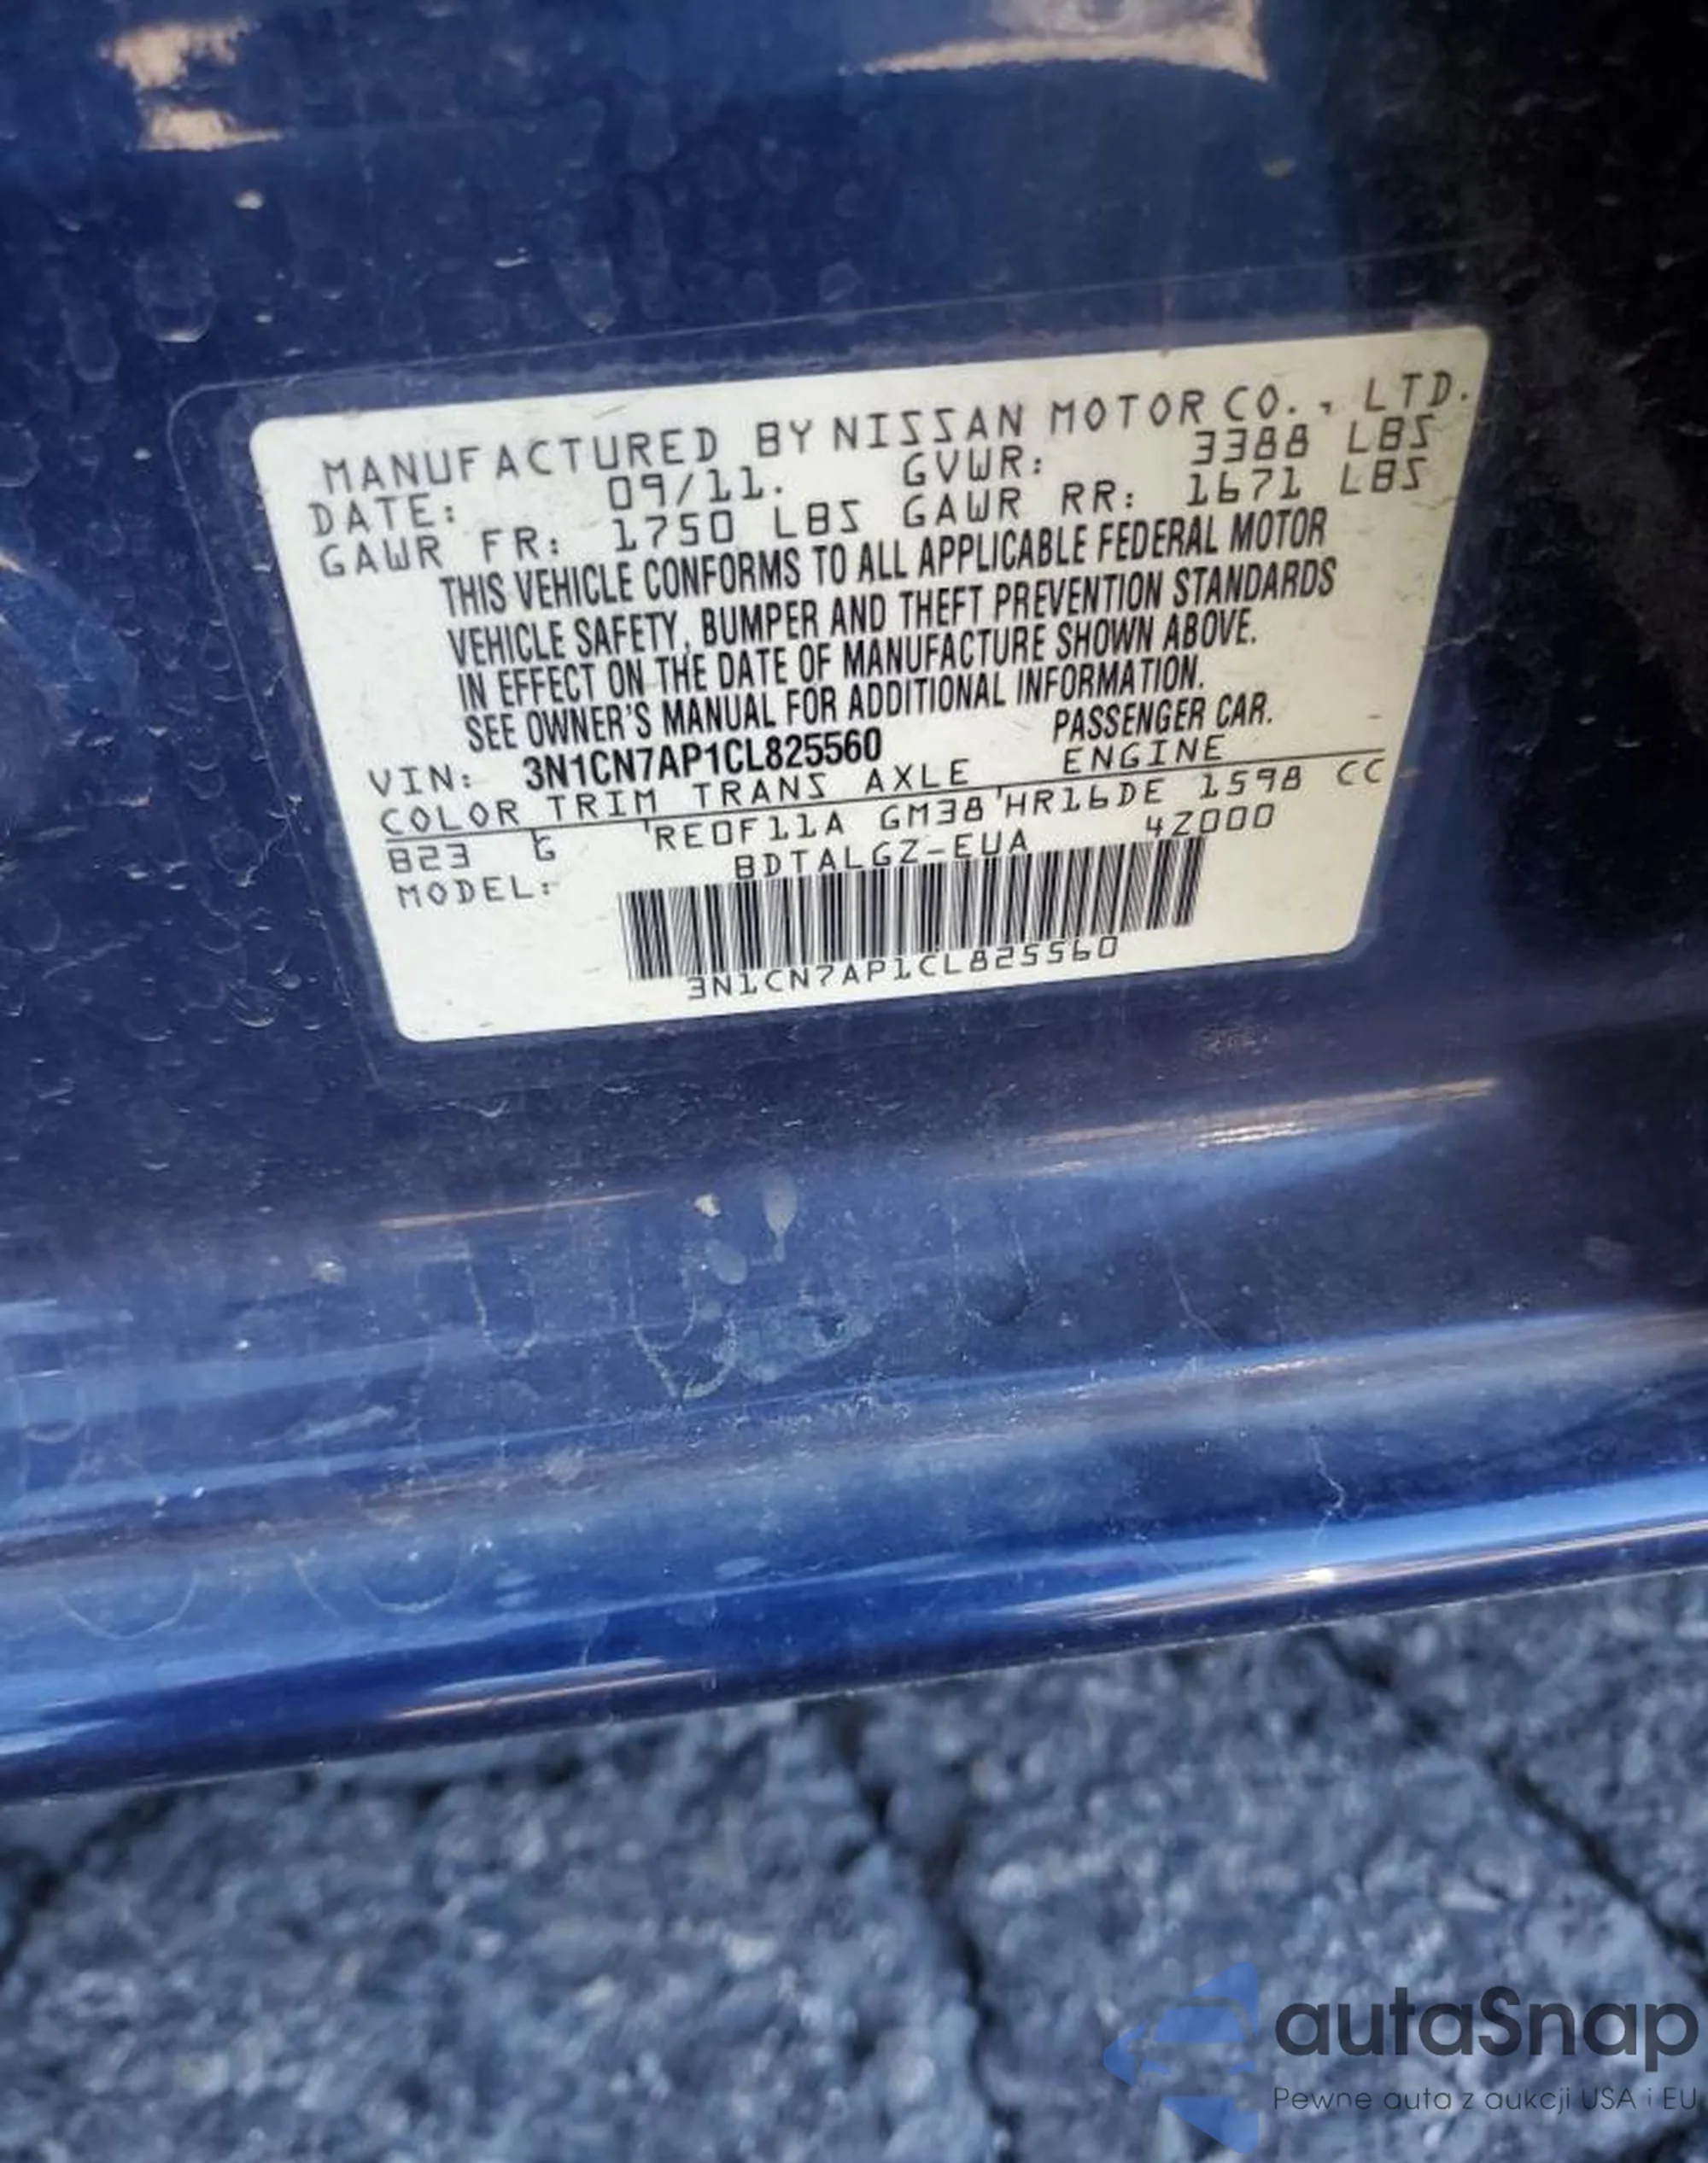 MANUFACTURED BY NISSAN MOTOR CO., LTD.
DATE: 09/11. GVWR: 3388 LBS
GAWR FR: 1750 LBS GAWR RR: 1671 LBS
THIS VEHICLE CONFORMS TO ALL APPLICABLE FEDERAL MOTOR
VEHICLE SAFETY, BUMPER AND THEFT PREVENTION STANDARDS
IN EFFECT ON THE DATE OF MANUFACTURE SHOWN ABOVE.
SEE OWNER'S MANUAL FOR ADDITIONAL INFORMATION.
VIN: 3N1CN7AP1CL825560 PASSENGER CAR.
COLOR TRIM TRANS AXLE ENGINE
B23 G RE0F11A GM38 HR16DE 1598 CC
MODEL: BDTALGZ-EUA 4Z000
3N1CN7AP1CL825560
autaSnap
Pewne auta z aukcji USA i EU